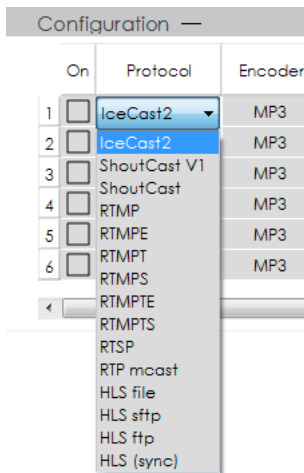 Configuration —
On Protocol Encoder
1 IceCast2 MP3
2 IceCast2 MP3
3 ShoutCast V1 MP3
4 ShoutCast MP3
RTMP
5 RTMPE MP3
6 RTMPT MP3
RTMPS
RTMPTE
RTMPTS
RTSP
RTP mcast
HLS file
HLS sftp
HLS ftp
HLS (sync)